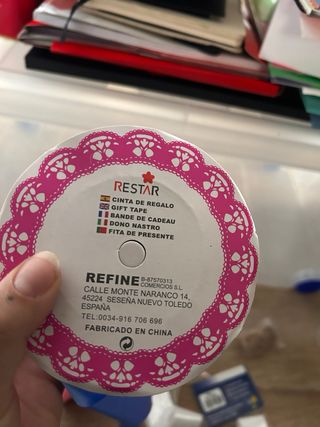 RESTAR
CINTA DE REGALO
GIFT TAPE
BANDE DE CADEAU
DONO NASTRO
FITA DE PRESENTE
REFINE B-87570313
COMERCIOS S.L
CALLE MONTE NARANCO 14,
45224 SESEÑA NUEVO TOLEDO
ESPAÑA
TEL:0034-916 706 696
FABRICADO EN CHINA